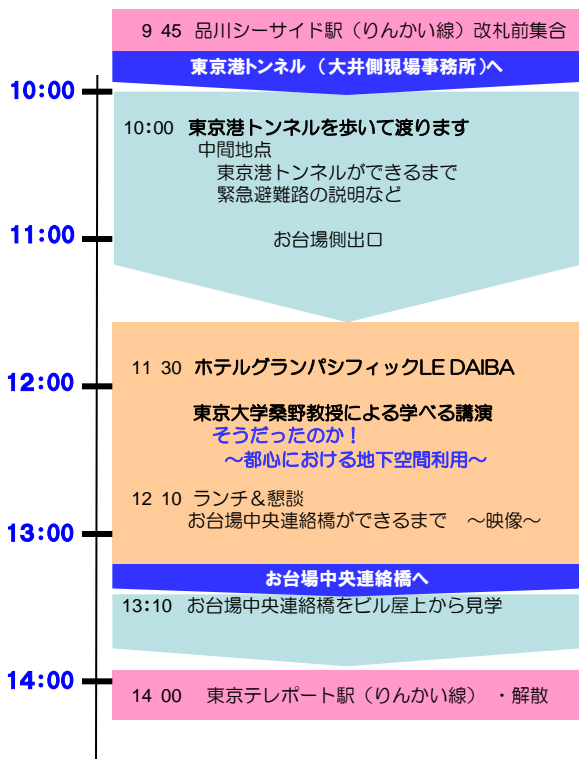 9 45 品川シーサイド駅（りんかい線）改札前集合
東京港トンネル （大井側現場事務所）へ
10:00
10:00 東京港トンネルを歩いて渡ります
中間地点
東京港トンネルができるまで
緊急避難路の説明など
11:00
お台場側出口
11 30 ホテルグランパシフィックLE DAIBA
12:00
東京大学桑野教授による学べる講演
そうだったのか！
～都心における地下空間利用～
12 10 ランチ＆懇談
お台場中央連絡橋ができるまで ～映像～
13:00
お台場中央連絡橋へ
13:10 お台場中央連絡橋をビル屋上から見学
14:00
14 00 東京テレポート駅（りんかい線） ・解散